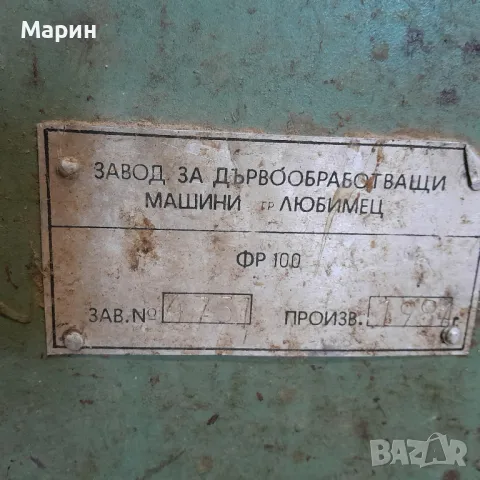 Марин
ЗАВОД ЗА ДЪРВООБРАБОТВАЩИ
МАШИНИ ГР ЛЮБИМЕЦ
ФР 100
ЗАВ. №
ПРОИЗВ.
BAZAR